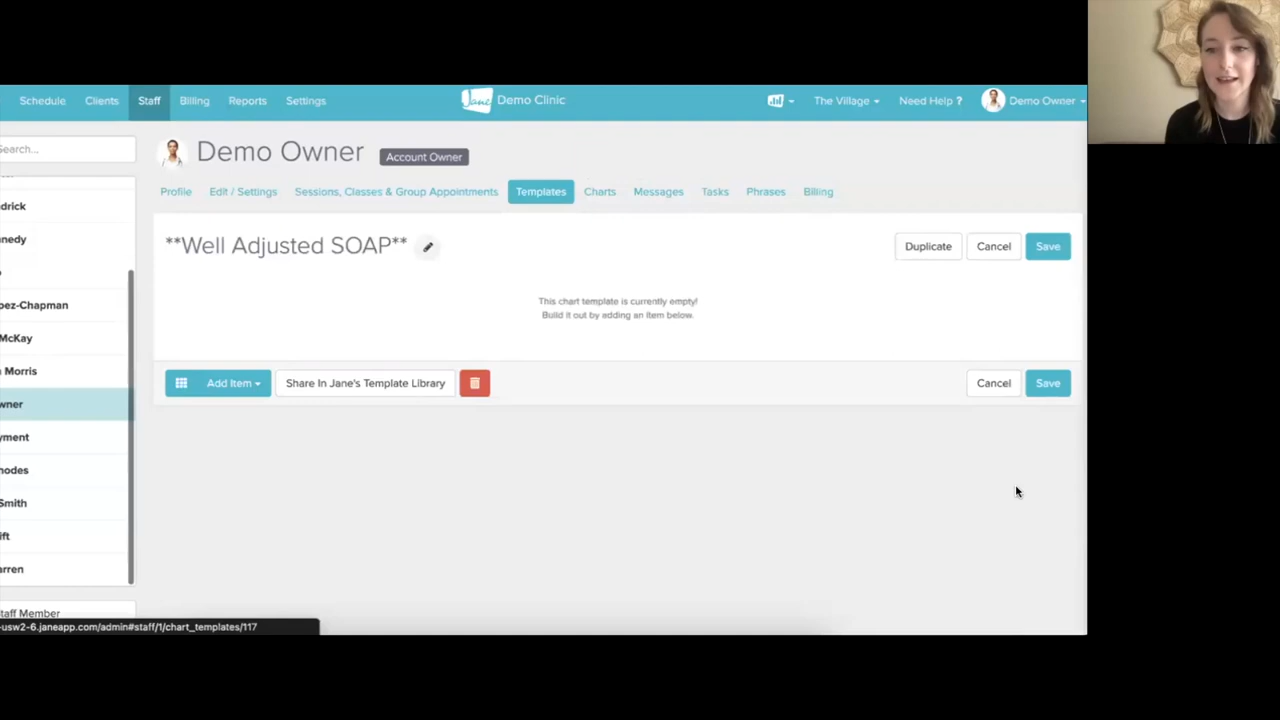 Schedule Clients Staff Billing Reports Settings Jane Demo Clinic The Village Need Help ? Demo Owner
Search...
Demo Owner Account Owner
Profile Edit / Settings Sessions, Classes & Group Appointments Templates Charts Messages Tasks Phrases Billing
drick
nedy
pez-Chapman
McKay
Morris
wner
yment
hodes
Smith
ift
arren
taff Member
**Well Adjusted SOAP** Duplicate Cancel Save
This chart template is currently empty!
Build it out by adding an item below.
Add Item Share In Jane's Template Library Cancel Save
-usw2-6.janeapp.com/admin#staff/1/chart_templates/117